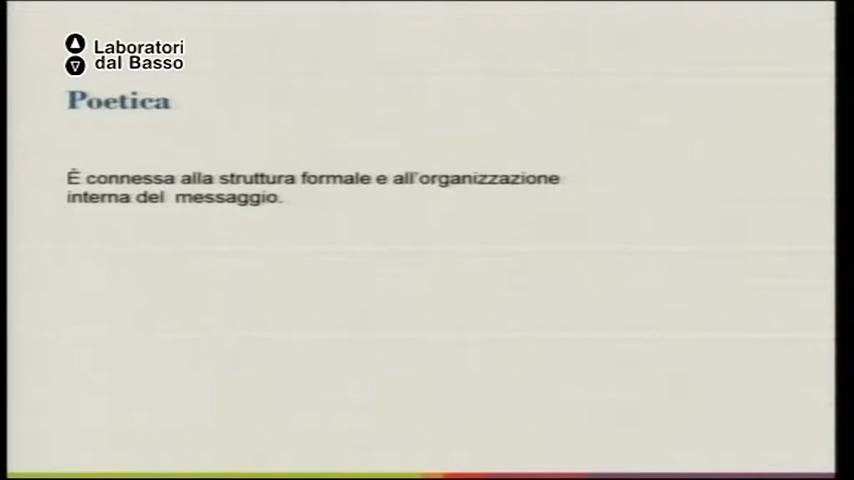 Laboratori
dal Basso
Poetica
È connessa alla struttura formale e all'organizzazione
interna del messaggio.